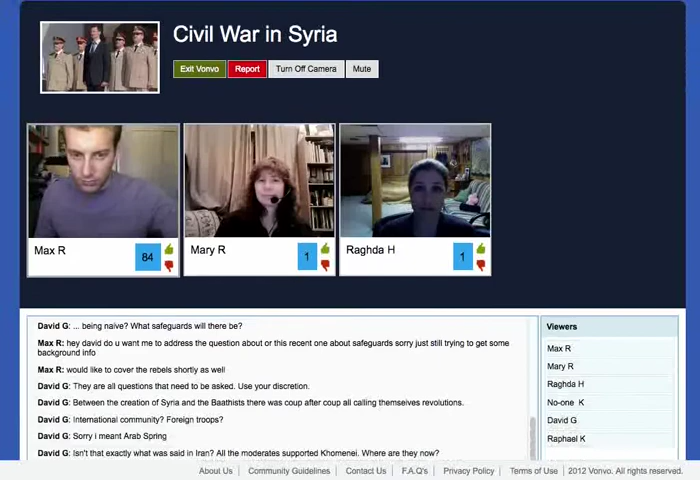 Civil War in Syria
Exit Vonvo
Report
Turn Off Camera
Mute
Max R
84
Mary R
1
Raghda H
1
David G: ... being naive? What safeguards will there be?
Max R: hey david do u want me to address the question about or this recent one about safeguards sorry just still trying to get some
background info
Max R: would like to cover the rebels shortly as well
David G: They are all questions that need to be asked. Use your discretion.
David G: Between the creation of Syria and the Baathists there was coup after coup all calling themselves revolutions.
David G: International community? Foreign troops?
David G: Sorry i meant Arab Spring
David G: Isn't that exactly what was said in Iran? All the moderates supported Khomenei. Where are they now?
Viewers
Max R
Mary R
Raghda H
No-one K
David G
Raphael K
About Us | Community Guidelines | Contact Us | F.A.Q's | Privacy Policy | Terms of Use | 2012 Vonvo. All rights reserved.